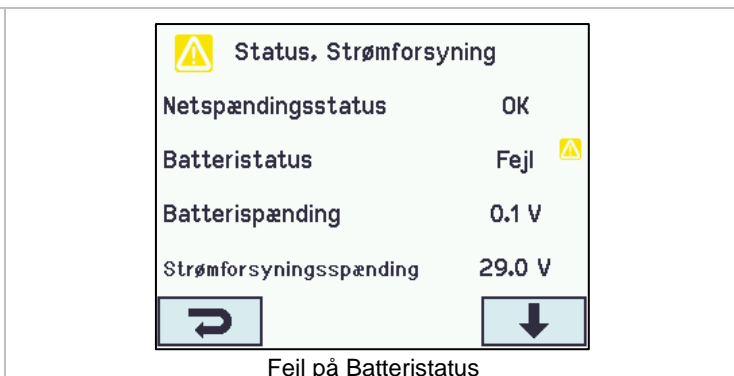 Status, Strømforsyning
Netspændingsstatus OK
Batteristatus Fejl
Batterispænding 0.1 V
Strømforsyningsspænding 29.0 V
Fejl på Batteristatus